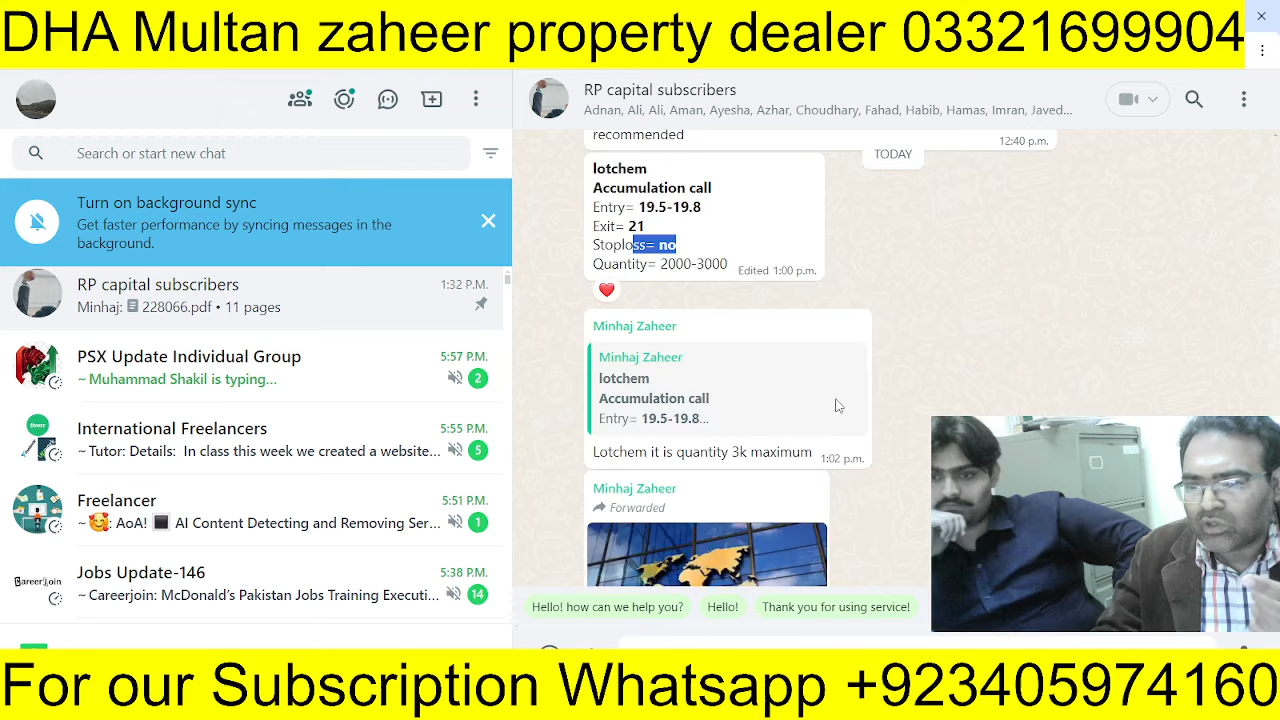 DHA Multan zaheer property dealer 03321699904
RP capital subscribers
Adnan, Ali, Ali, Aman, Ayesha, Azhar, Choudhary, Fahad, Habib, Hamas, Imran, Javed...
Search or start new chat
Turn on background sync
Get faster performance by syncing messages in the
background.
RP capital subscribers 1:32 P.M.
Minhaj: 228066.pdf • 11 pages
PSX Update Individual Group 5:57 P.M.
~ Muhammad Shakil is typing... 2
fiverr
International Freelancers 5:55 P.M.
~ Tutor: Details: In class this week we created a website... 5
Freelancer 5:51 P.M.
~ 🥰: AoA! ⬛ AI Content Detecting and Removing Ser... 1
Careerjoin
Jobs Update-146 5:38 P.M.
~ Careerjoin: McDonald's Pakistan Jobs Training Executi... 14
recommended
12:40 p.m.
TODAY
lotchem
Accumulation call
Entry= 19.5-19.8
Exit= 21
Stoploss= no
Quantity= 2000-3000 Edited 1:00 p.m.
❤️
Minhaj Zaheer
Minhaj Zaheer
lotchem
Accumulation call
Entry= 19.5-19.8...
Lotchem it is quantity 3k maximum 1:02 p.m.
Minhaj Zaheer
Forwarded
Hello! how can we help you? Hello! Thank you for using service!
For our Subscription Whatsapp +923405974160